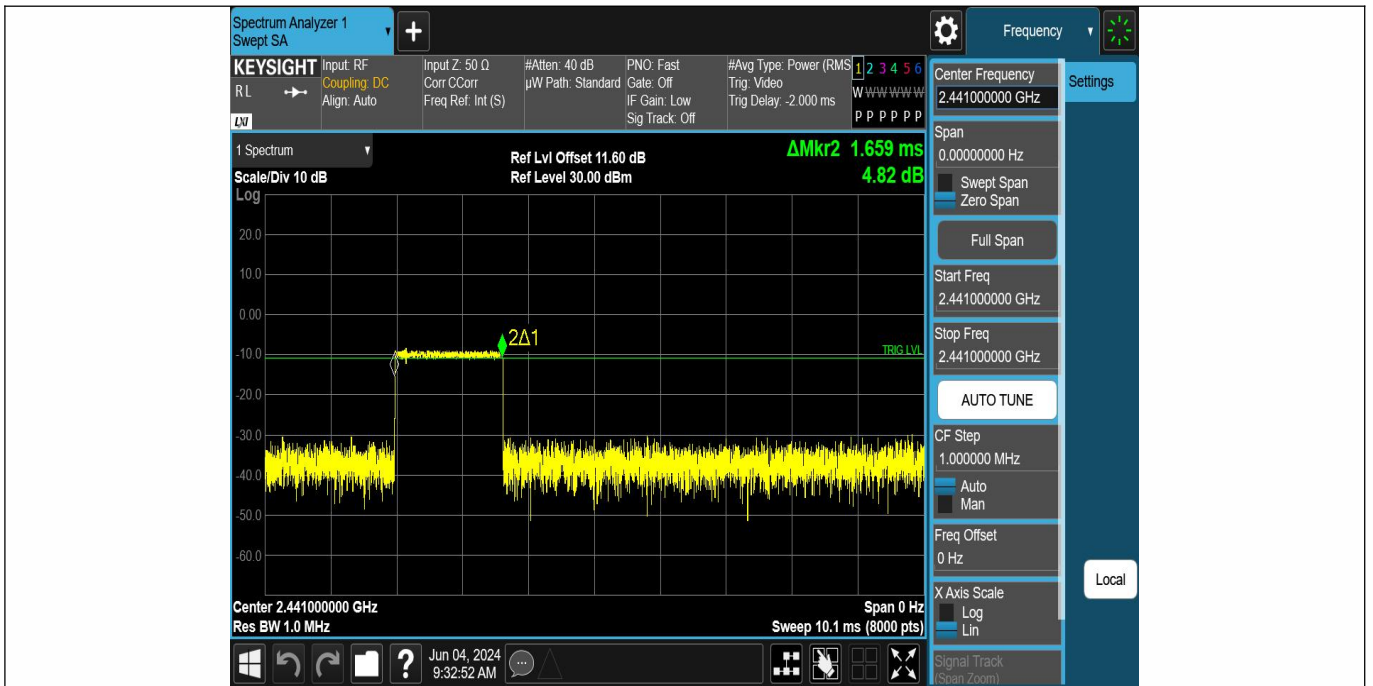 Spectrum Analyzer 1
Swept SA
+
Frequency
KEYSIGHT
RL
LXI
Input: RF
Coupling: DC
Align: Auto
Input Z: 50 Ω
Corr CCorr
Freq Ref: Int (S)
#Atten: 40 dB
µW Path: Standard
PNO: Fast
Gate: Off
IF Gain: Low
Sig Track: Off
#Avg Type: Power (RMS
Trig: Video
Trig Delay: -2.000 ms
1 2 3 4 5 6
W W W W W W
P P P P P P
1 Spectrum
Scale/Div 10 dB
Log
Ref Lvl Offset 11.60 dB
Ref Level 30.00 dBm
ΔMkr2 1.659 ms
4.82 dB
20.0
10.0
0.00
-10.0
-20.0
-30.0
-40.0
-50.0
-60.0
2Δ1
TRIG LVL
Center 2.441000000 GHz
Res BW 1.0 MHz
Span 0 Hz
Sweep 10.1 ms (8000 pts)
Center Frequency
2.441000000 GHz
Settings
Span
0.00000000 Hz
Swept Span
Zero Span
Full Span
Start Freq
2.441000000 GHz
Stop Freq
2.441000000 GHz
AUTO TUNE
CF Step
1.000000 MHz
Auto
Man
Freq Offset
0 Hz
X Axis Scale
Log
Lin
Signal Track
(Span Zoom)
Local
?
Jun 04, 2024
9:32:52 AM